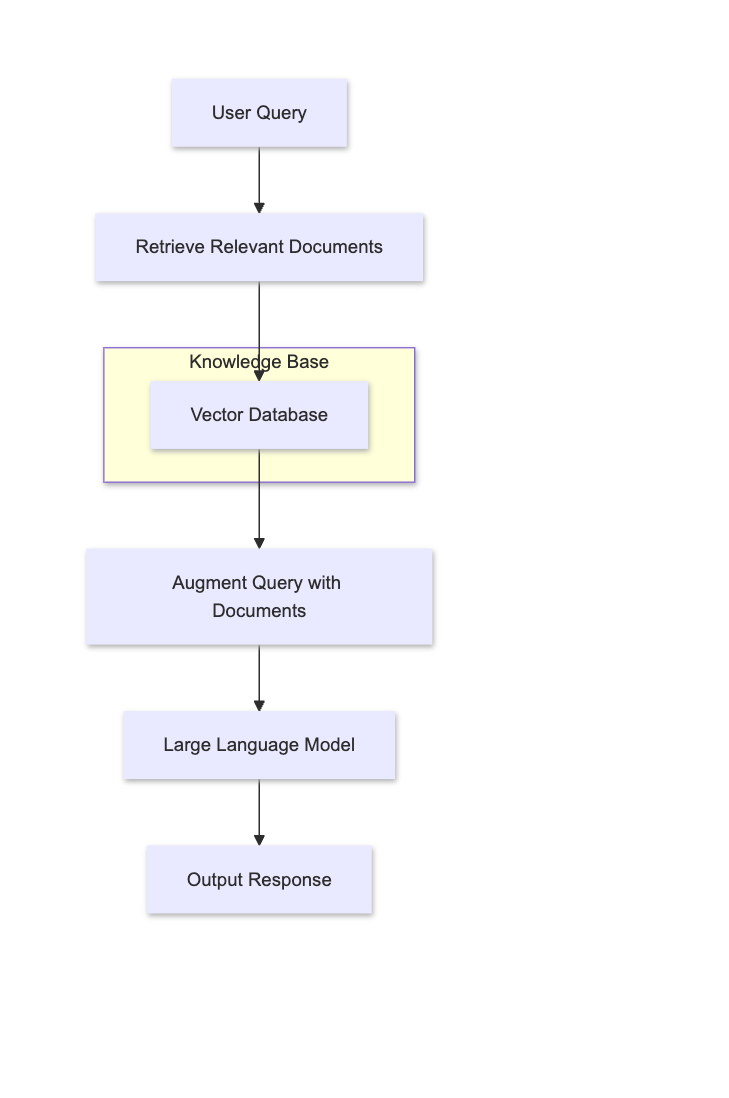 User Query
Retrieve Relevant Documents
Knowledge Base
Vector Database
Augment Query with
Documents
Large Language Model
Output Response